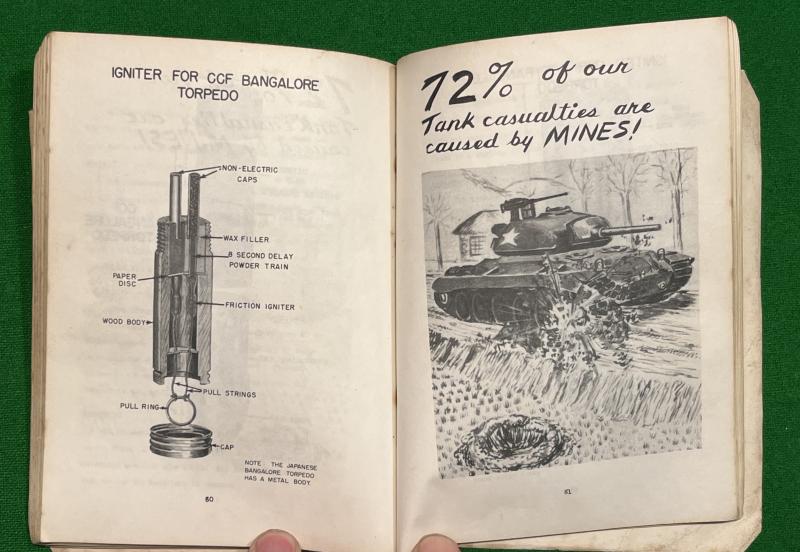 IGNITER FOR CCF BANGALORE
TORPEDO
NON-ELECTRIC
CAPS
WAX FILLER
8 SECOND DELAY
POWDER TRAIN
PAPER
DISC
FRICTION IGNITER
WOOD BODY
PULL STRINGS
PULL RING
CAP
NOTE: THE JAPANESE
BANGALORE TORPEDO
HAS A METAL BODY.
60
72% of our
Tank casualties are
caused by MINES!
61